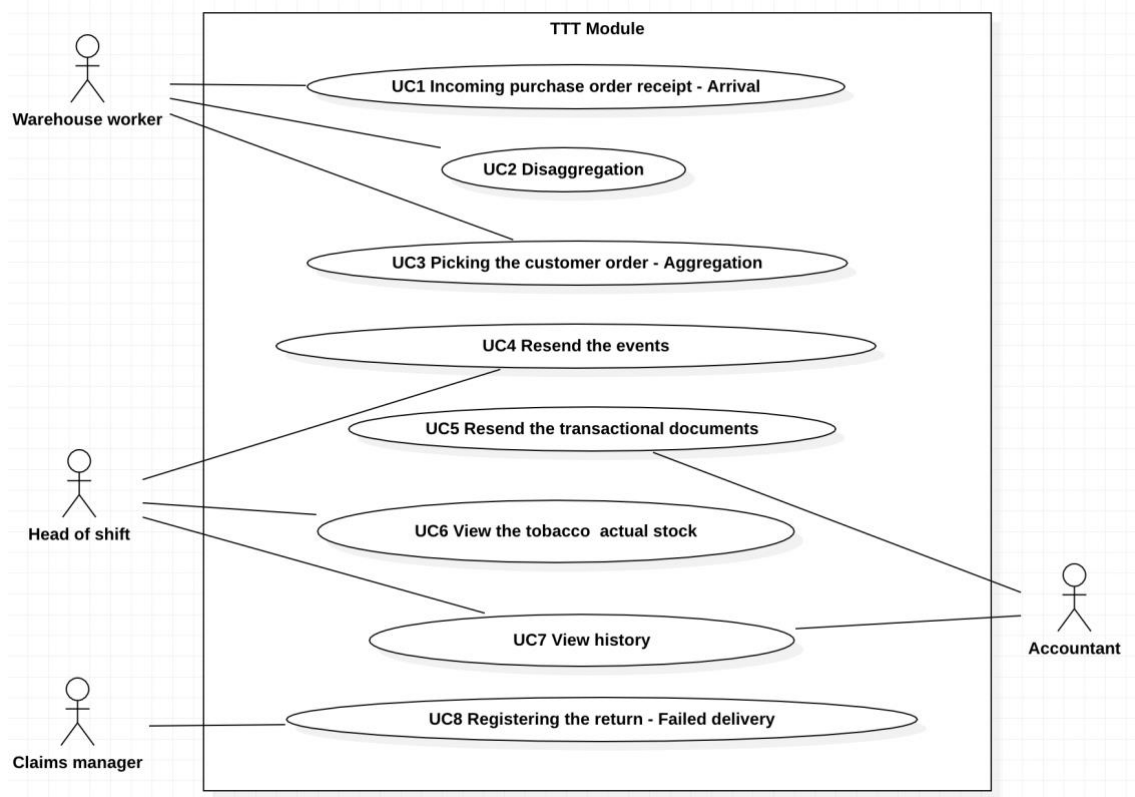 TTT Module
UC1 Incoming purchase order receipt - Arrival
Warehouse worker
UC2 Disaggregation
UC3 Picking the customer order - Aggregation
UC4 Resend the events
UC5 Resend the transactional documents
Head of shift
UC6 View the tobacco  actual stock
UC7 View history
Accountant
UC8 Registering the return - Failed delivery
Claims manager